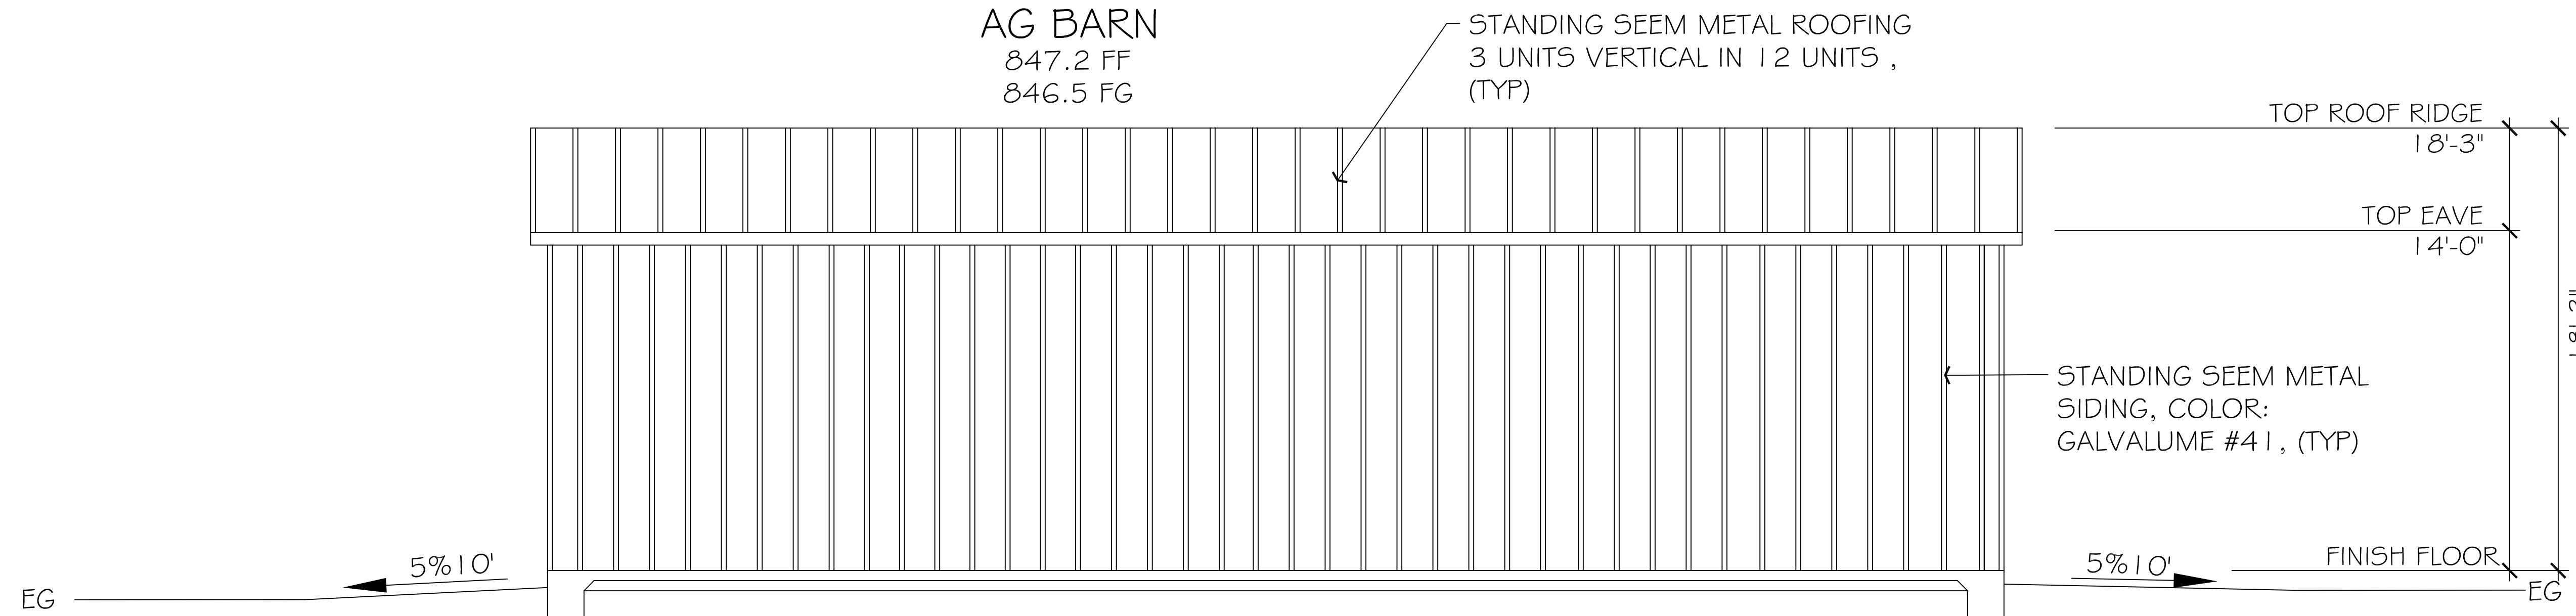 AG BARN
847.2 FF
846.5 FG
STANDING SEEM METAL ROOFING
3 UNITS VERTICAL IN 12 UNITS ,
(TYP)
TOP ROOF RIDGE
18'-3"
TOP EAVE
14'-0"
STANDING SEEM METAL
SIDING, COLOR:
GALVALUME #41, (TYP)
FINISH FLOOR
5%10'
5%10'
EG
EG